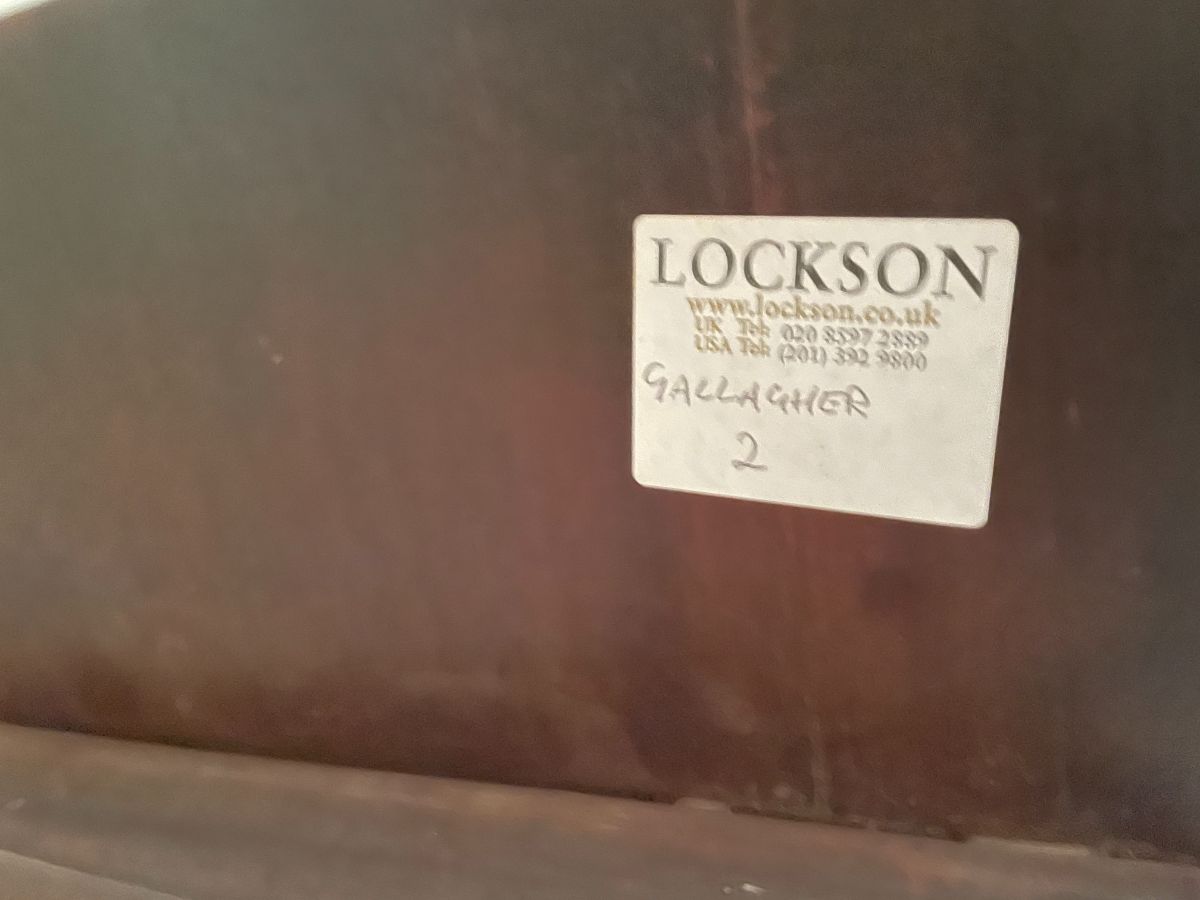 LOCKSON
www.lockson.co.uk
UK Tel: 020 8597 2889
USA Tel: (201) 392 9800
GALLAGHER
2